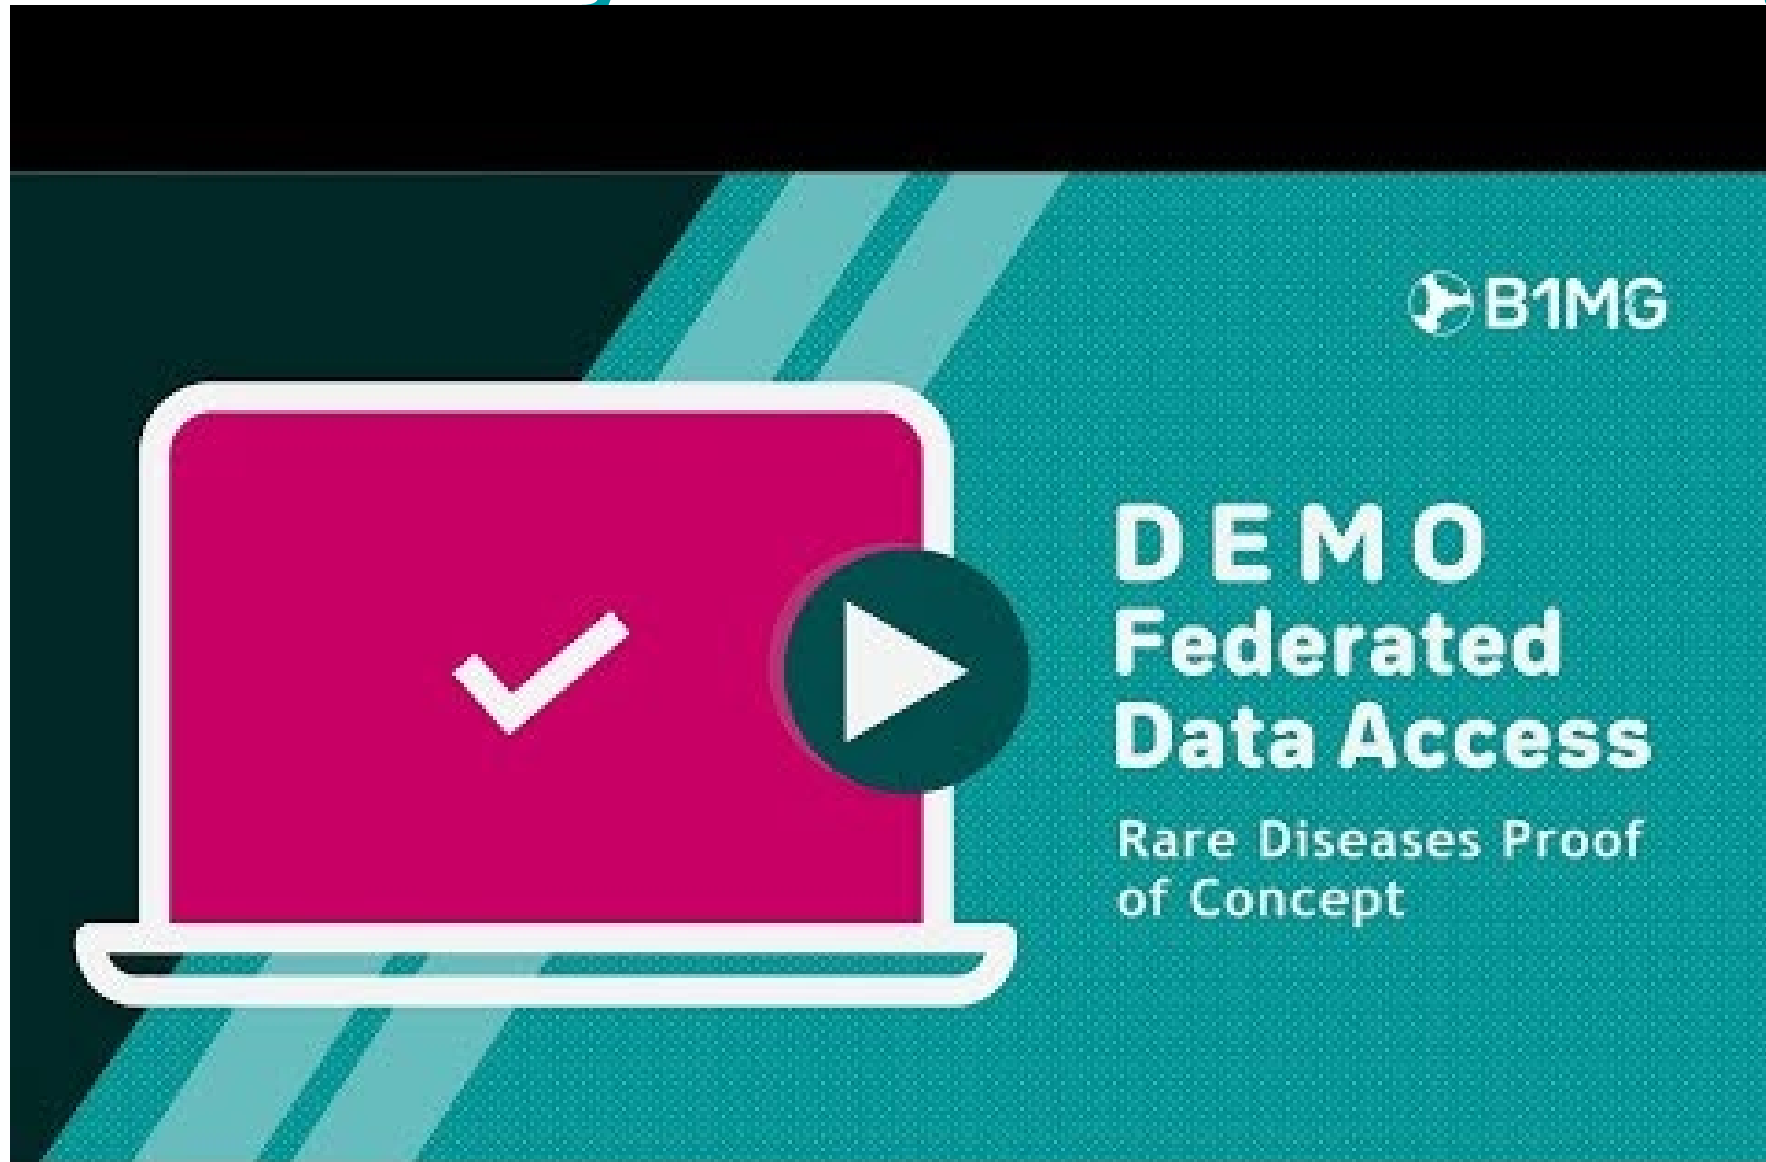 B1MG
DEMO
Federated
Data Access
Rare Diseases Proof
of Concept